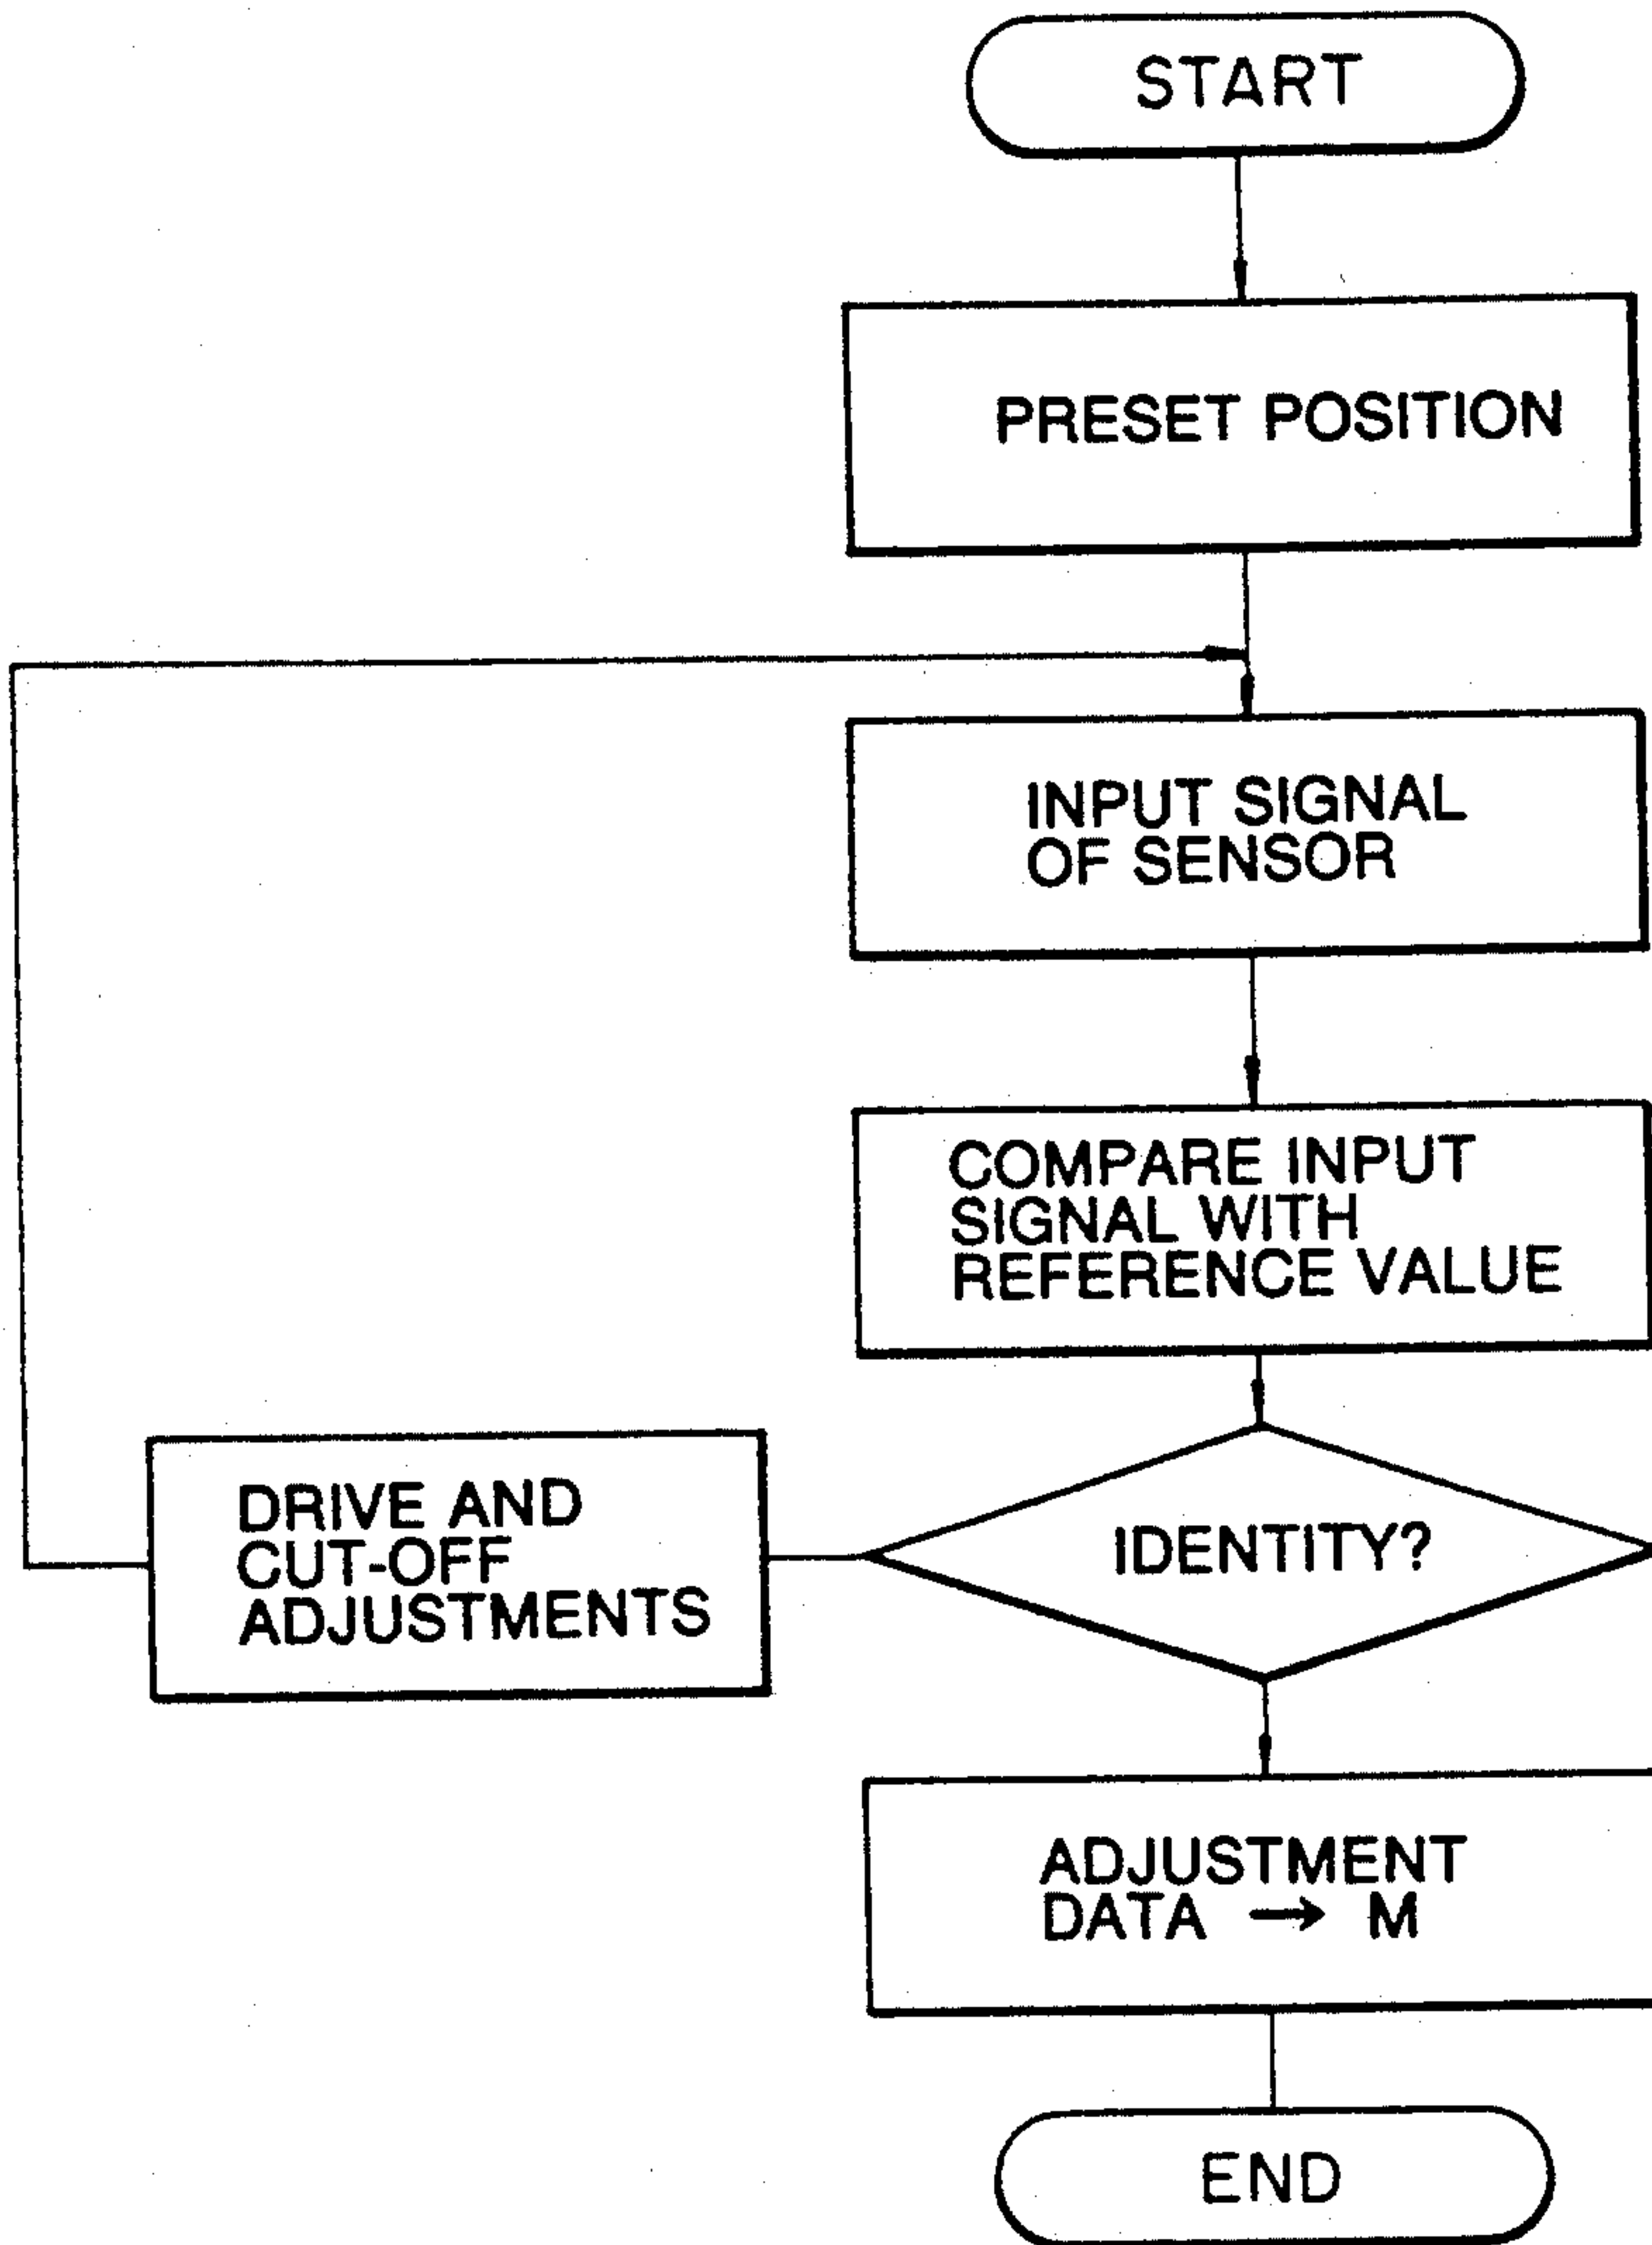 START
PRESET POSITION
INPUT SIGNAL
OF SENSOR
COMPARE INPUT
SIGNAL WITH
REFERENCE VALUE
IDENTITY?
DRIVE AND
CUT-OFF
ADJUSTMENTS
ADJUSTMENT
DATA → M
END